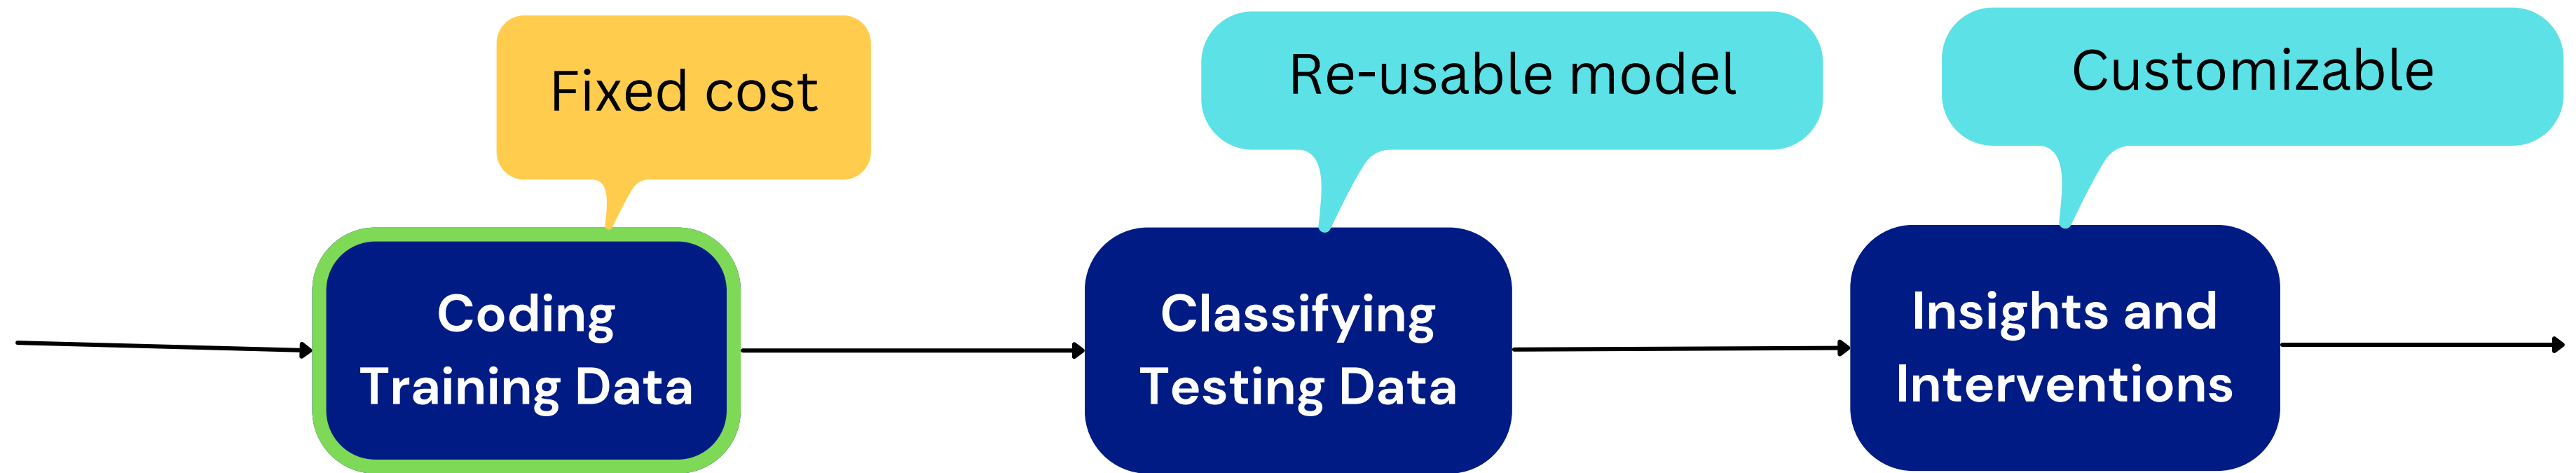 Fixed cost
Re-usable model
Customizable
Coding
Training Data
Classifying
Testing Data
Insights and
Interventions